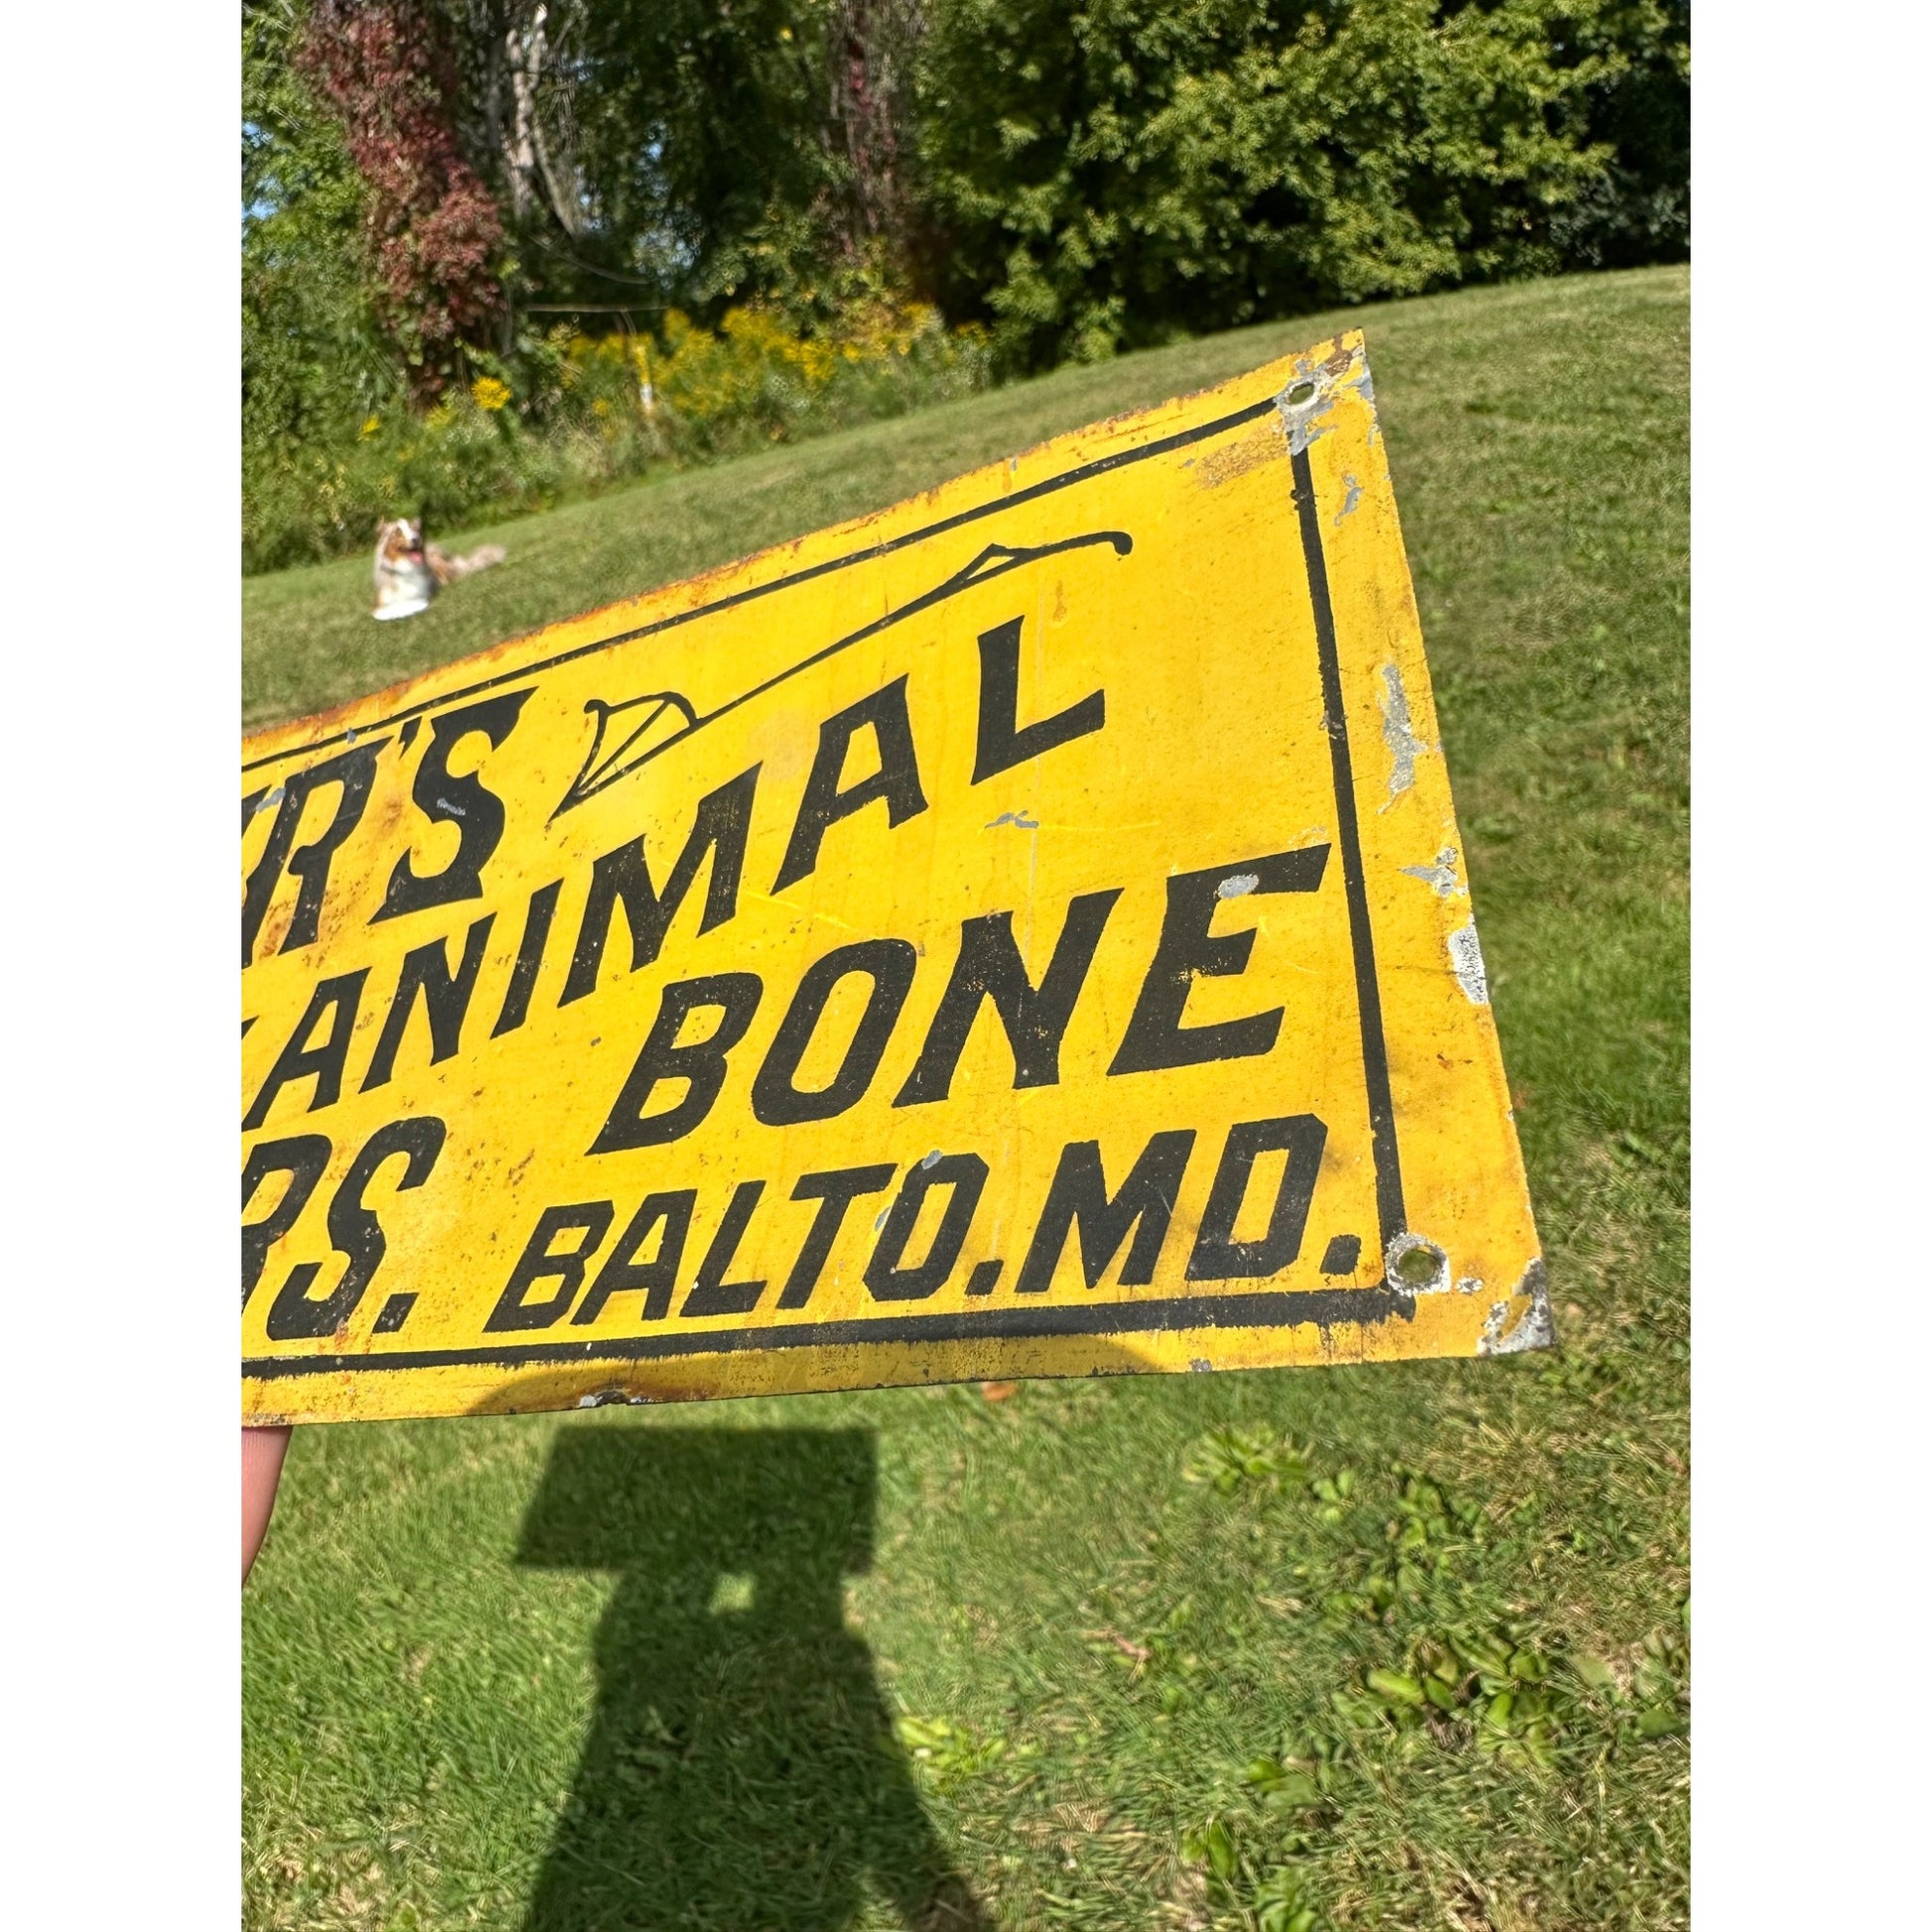 R'S
ANIMAL
BONE
RS. BALTO. MD.